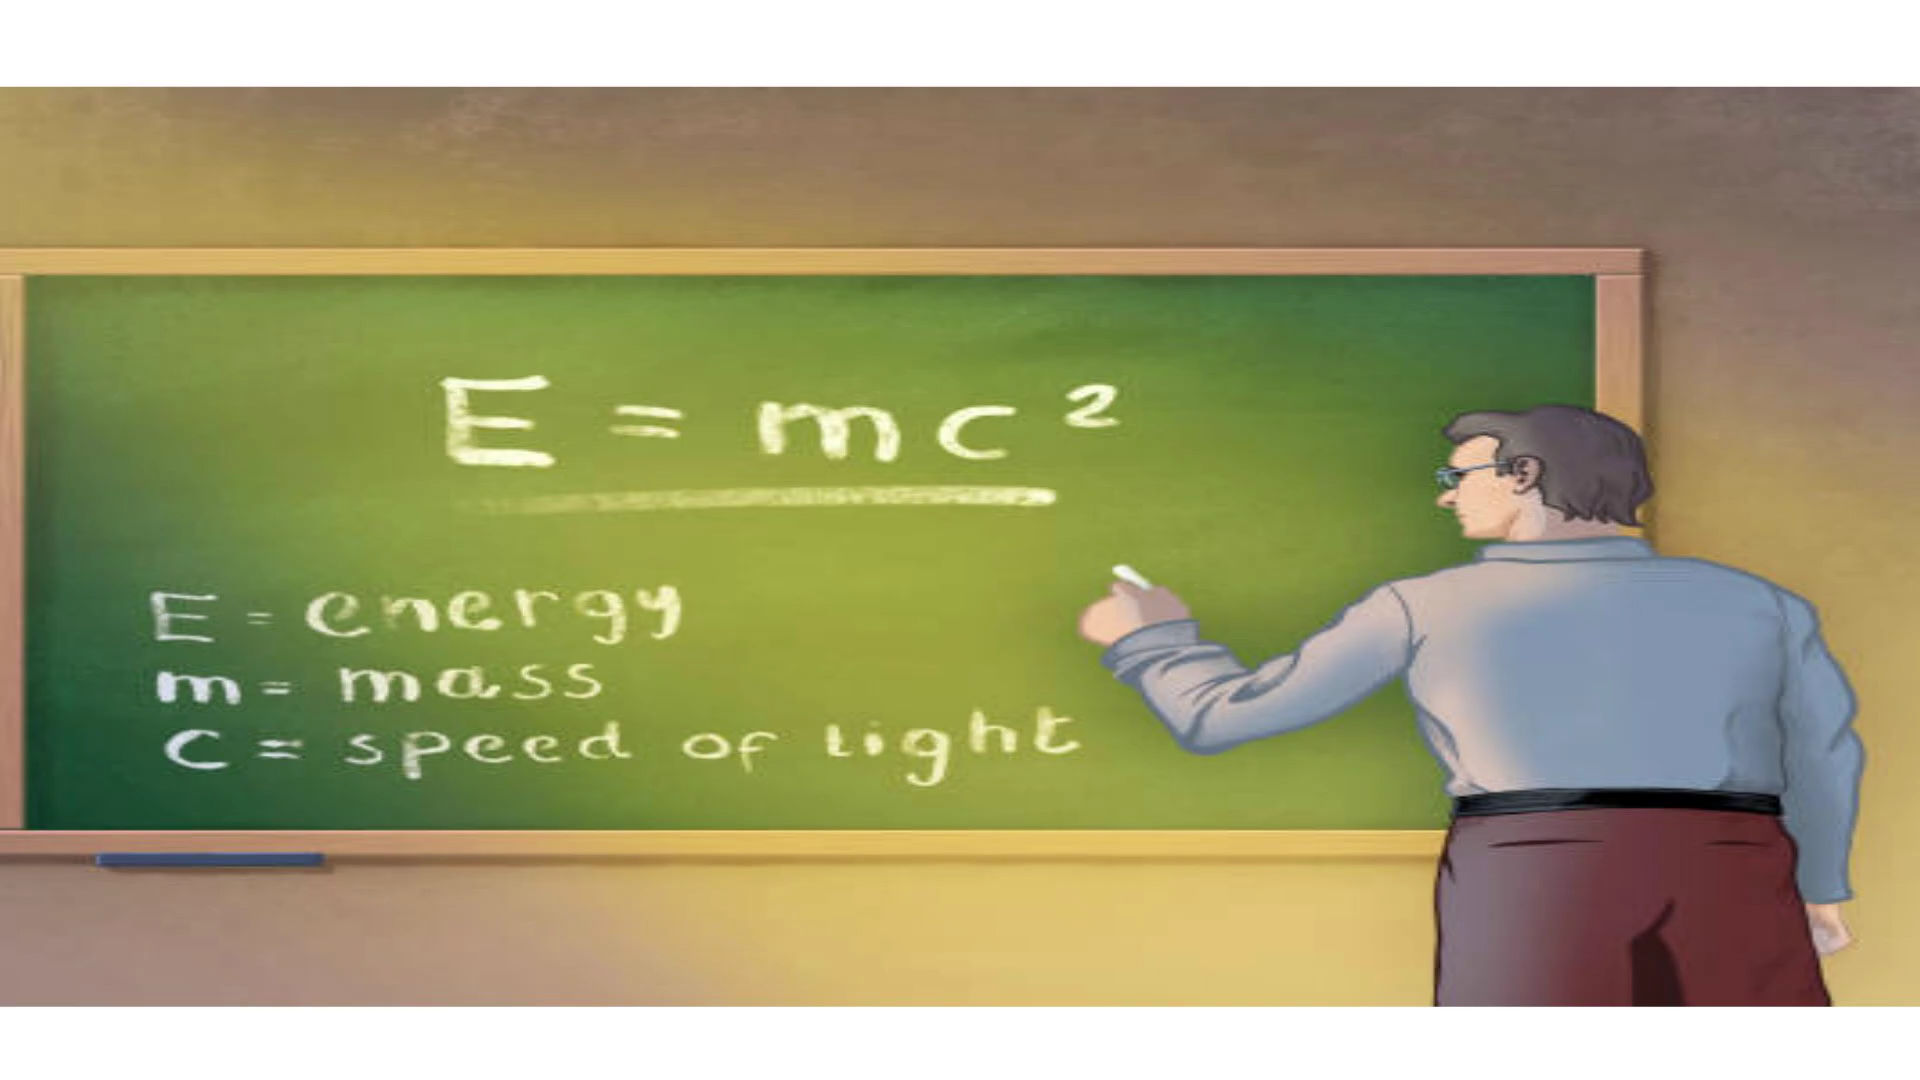 E = mc²
E = energy
m = mass
c = speed of light